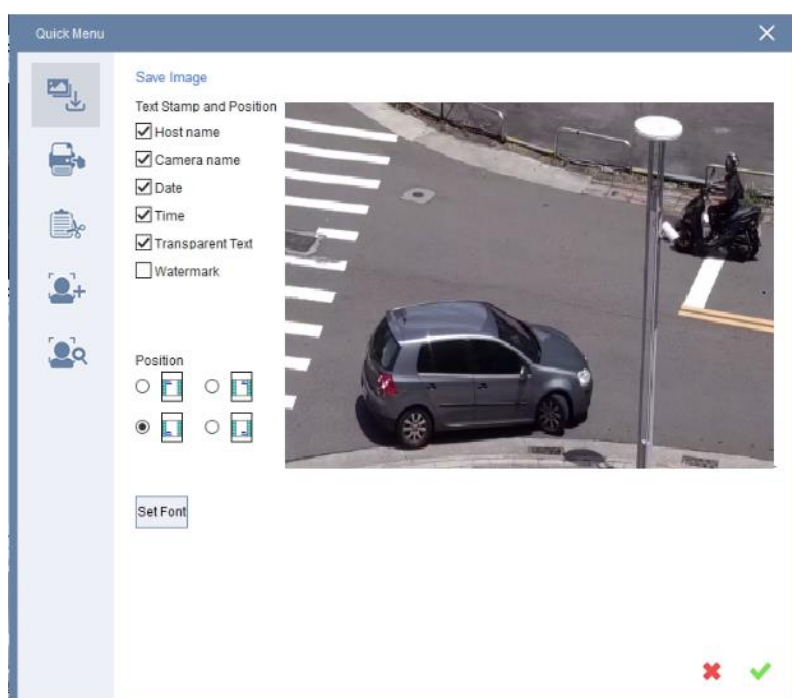 Quick Menu
Save Image
Text Stamp and Position
Host name
Camera name
Date
Time
Transparent Text
Watermark
Position
Set Font